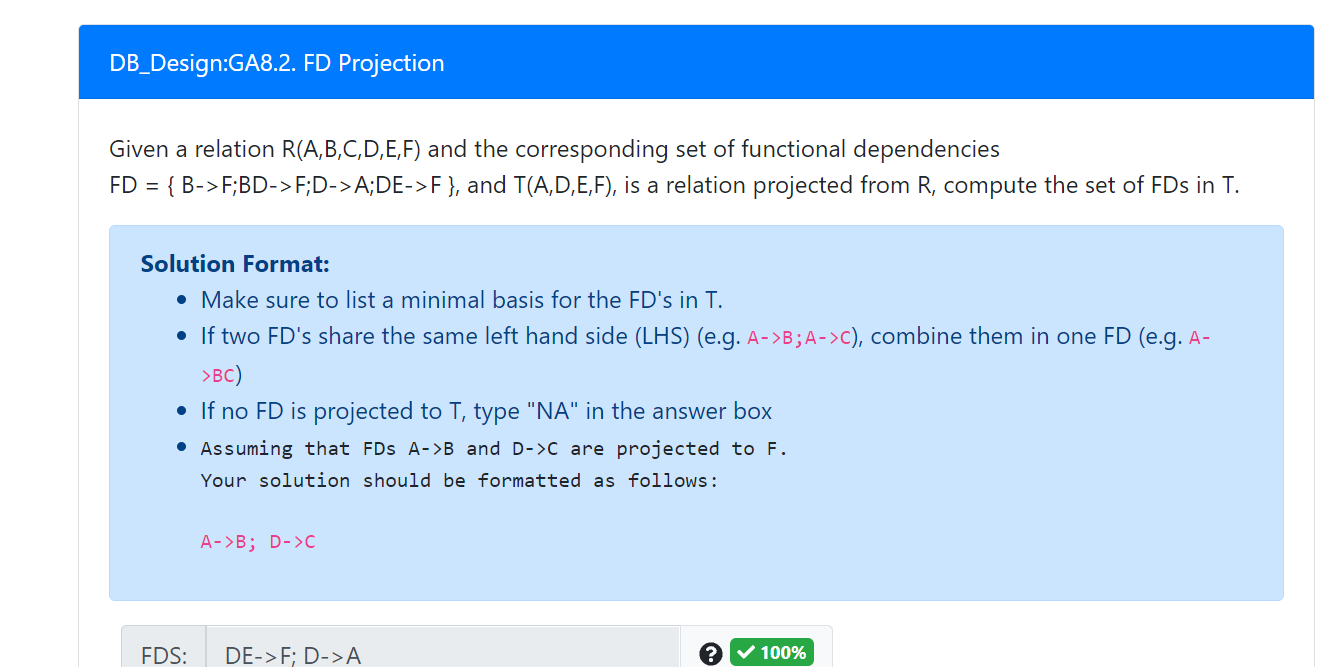 DB_Design:GA8.2. FD Projection
Given a relation R(A,B,C,D,E,F) and the corresponding set of functional dependencies
FD = { B->F;BD->F;D->A;DE->F }, and T(A,D,E,F), is a relation projected from R, compute the set of FDs in T.
Solution Format:
• Make sure to list a minimal basis for the FD's in T.
• If two FD's share the same left hand side (LHS) (e.g. A->B;A->C), combine them in one FD (e.g. A-
>BC)
• If no FD is projected to T, type "NA" in the answer box
• Assuming that FDs A->B and D->C are projected to F.
Your solution should be formatted as follows:
A->B; D->C
FDS: DE->F; D->A ? ✔ 100%